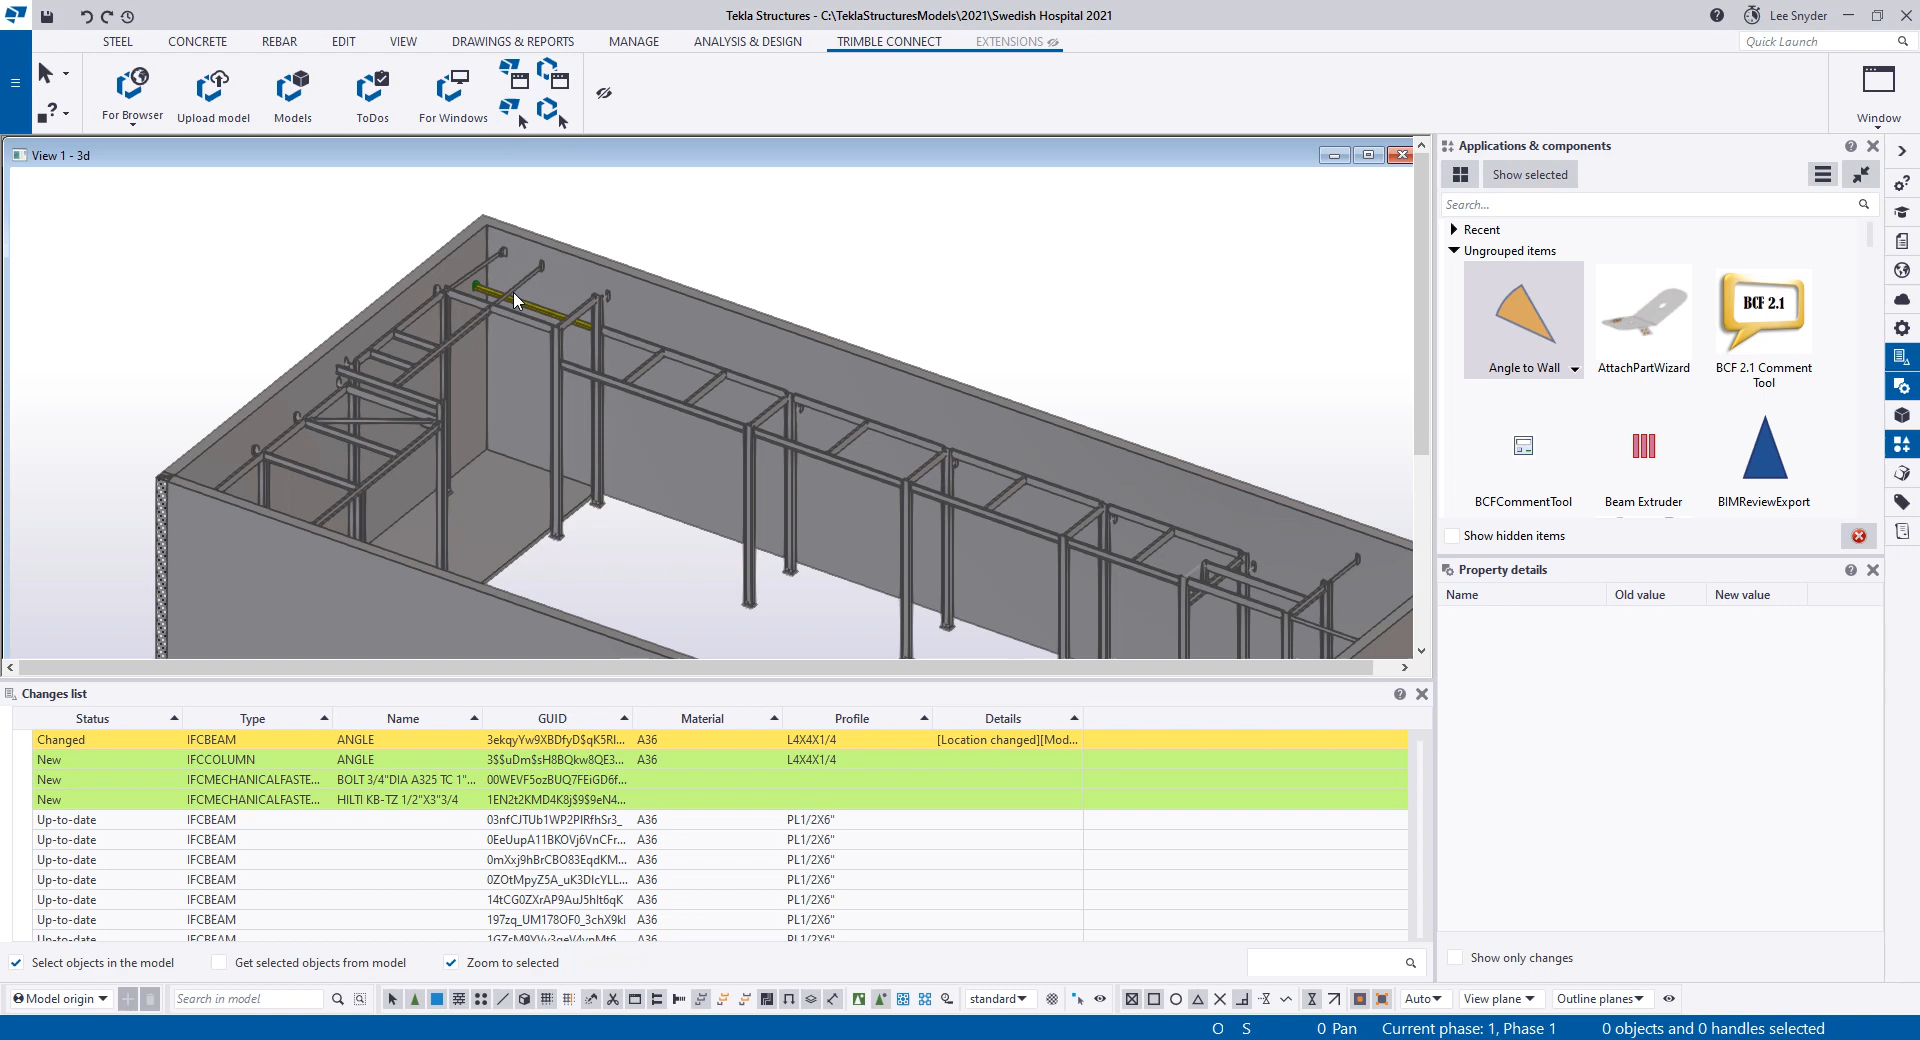 Tekla Structures - C:\TeklaStructuresModels\2021\Swedish Hospital 2021
Lee Snyder
STEEL CONCRETE REBAR EDIT VIEW DRAWINGS & REPORTS MANAGE ANALYSIS & DESIGN TRIMBLE CONNECT EXTENSIONS
Quick Launch
For Browser
Upload model
Models
ToDos
For Windows
Window
View 1 - 3d
Applications & components
Show selected
Search...
Recent
Ungrouped items
BCF 2.1
Angle to Wall
AttachPartWizard
BCF 2.1 Comment
Tool
BCFCommentTool
Beam Extruder
BIMReviewExport
Show hidden items
Property details
Name Old value New value
Show only changes
Changes list
Status Type Name GUID Material Profile Details
Changed IFCBEAM ANGLE 3ekqyYw9XBDfyD$qK5RI... A36 L4X4X1/4 [Location changed][Mod...
New IFCCOLUMN ANGLE 3$$uDm$sH8BQkw8QE3... A36 L4X4X1/4
New IFCMECHANICALFASTE... BOLT 3/4"DIA A325 TC 1"... 00WEVF5ozBUQ7FEiGD6f...
New IFCMECHANICALFASTE... HILTI KB-TZ 1/2"X3"3/4 1EN2t2KMD4K8j$9$9eN4...
Up-to-date IFCBEAM 03nfCJTUb1WP2PIRfhSr3_ A36 PL1/2X6"
Up-to-date IFCBEAM 0EeUupA11BKOVj6VnCFr... A36 PL1/2X6"
Up-to-date IFCBEAM 0mXxj9hBrCBO83EqdKM... A36 PL1/2X6"
Up-to-date IFCBEAM 0ZOtMpyZ5A_uK3DIcYLL... A36 PL1/2X6"
Up-to-date IFCBEAM 14tCG0ZXrAP9AuJ5hIt6qK A36 PL1/2X6"
Up-to-date IFCBEAM 197zq_UM178OF0_3chX9kI A36 PL1/2X6"
Up-to-date IFCBEAM A36 PL1/2X6"
Select objects in the model
Get selected objects from model
Zoom to selected
Model origin
Search in model
standard
Auto
View plane
Outline planes
O S 0 Pan Current phase: 1, Phase 1 0 objects and 0 handles selected